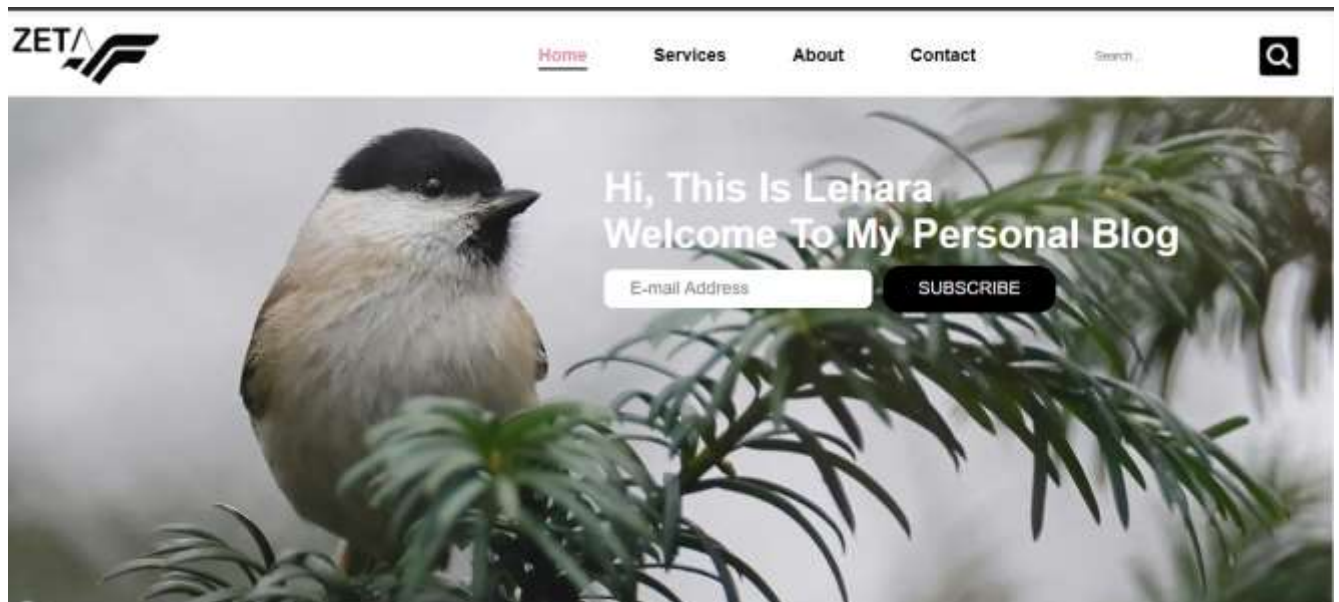 ZETA
Home Services About Contact Search...
Hi, This Is Lehara
Welcome To My Personal Blog
E-mail Address SUBSCRIBE